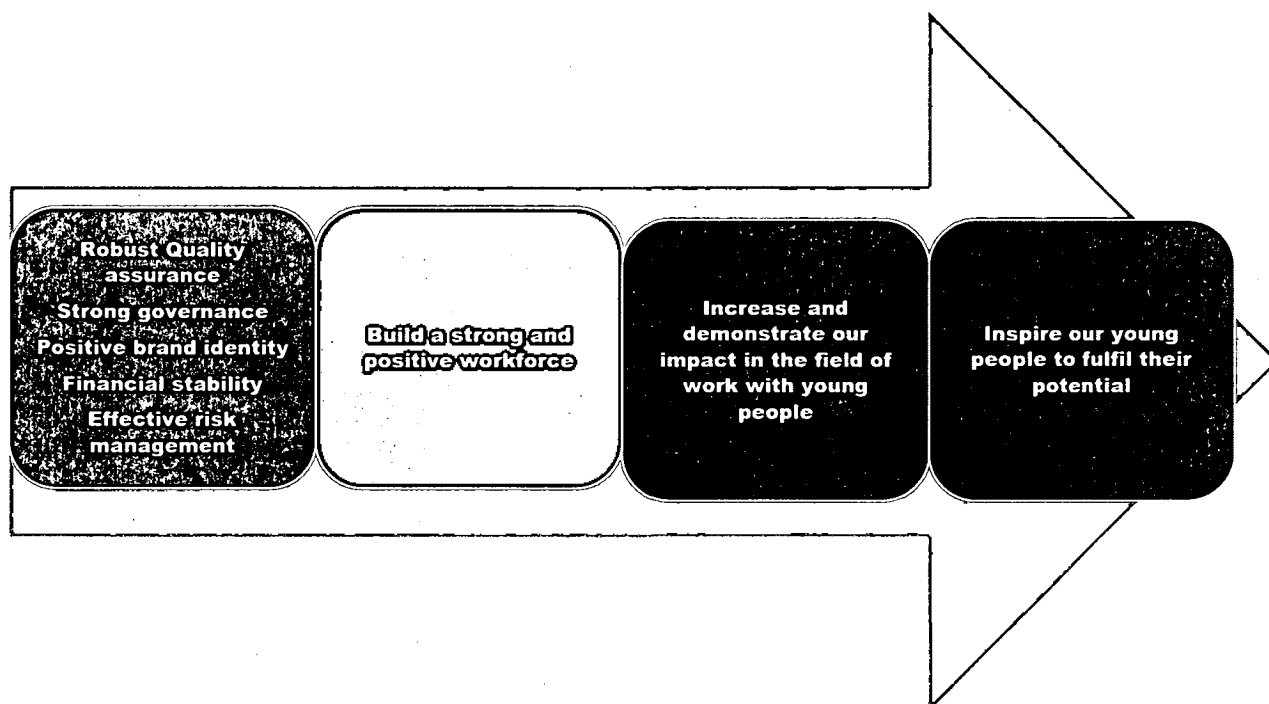 Robust Quality
assurance
Strong governance
Positive brand identity
Financial stability
Effective risk
management
Build a strong and
positive workforce
Increase and
demonstrate our
impact in the field of
work with young
people
Inspire our young
people to fulfil their
potential